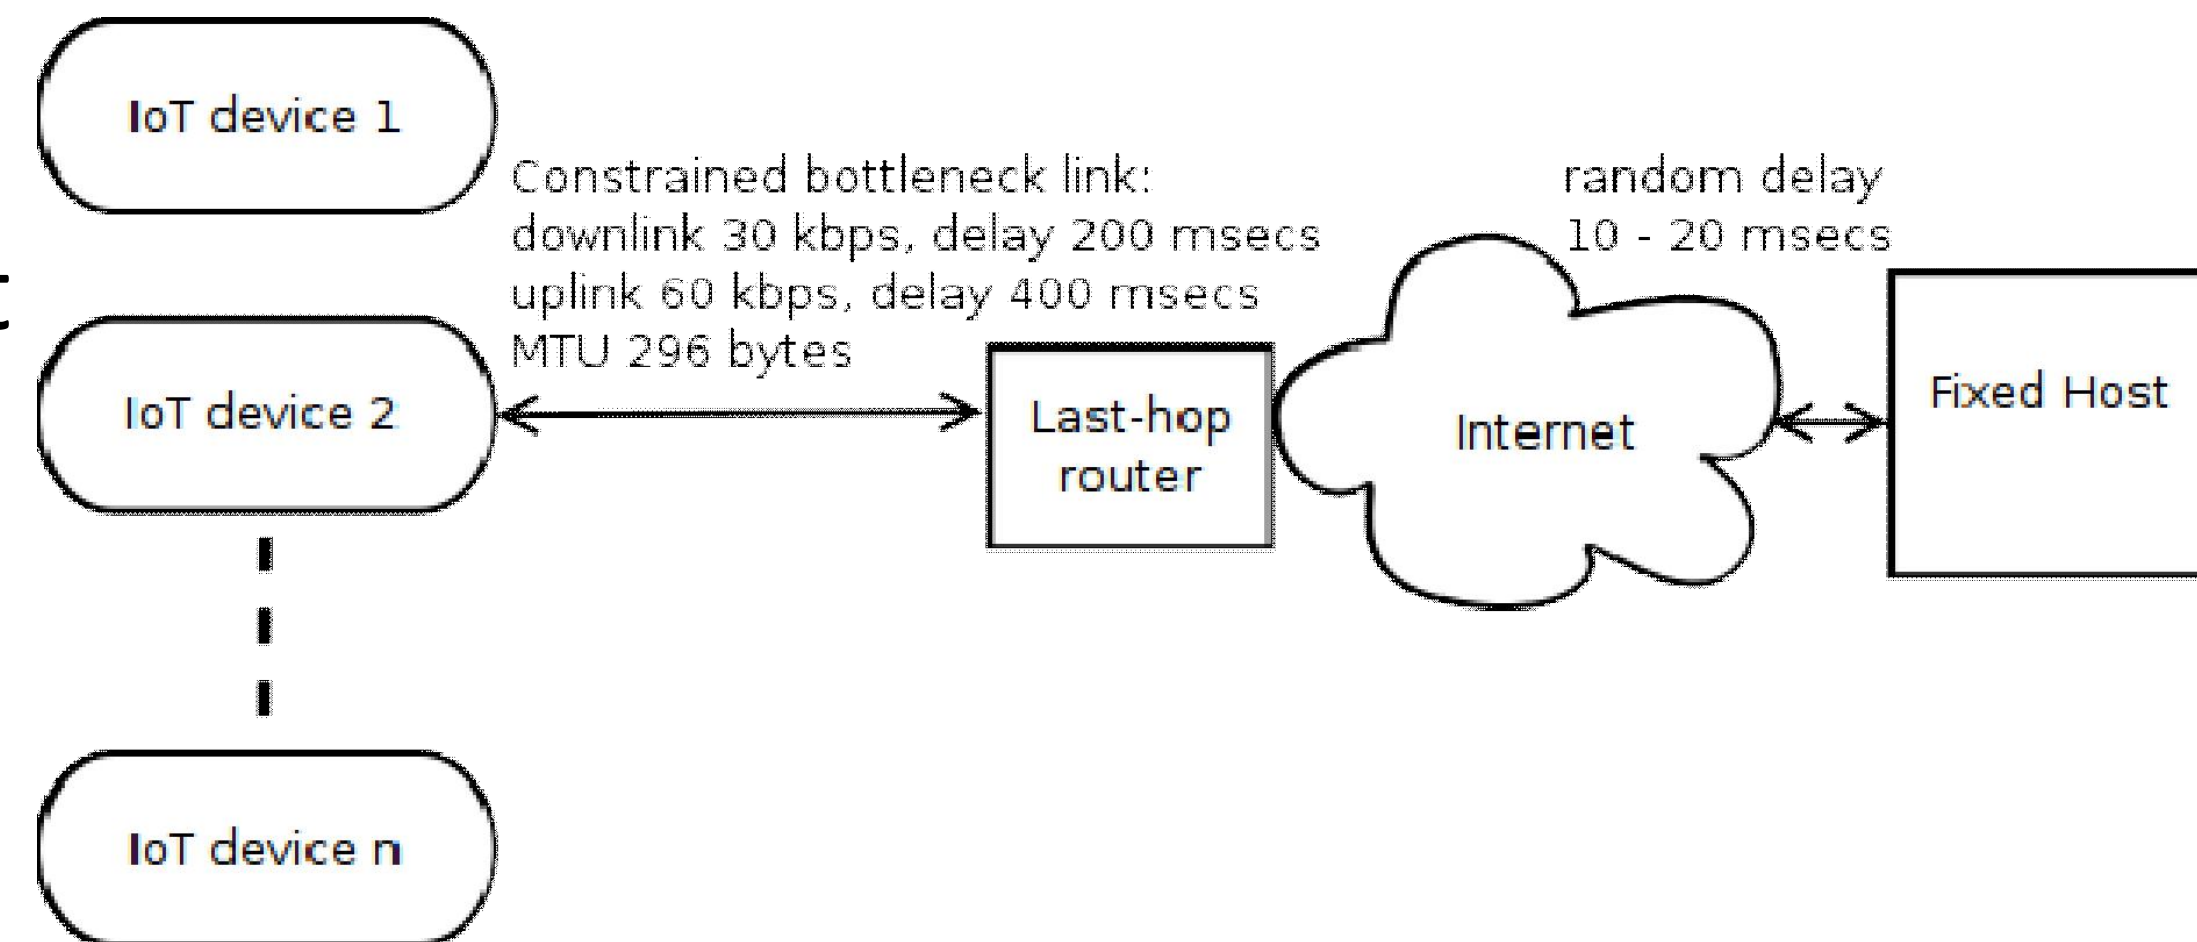 IoT device 1
Constrained bottleneck link:
downlink 30 kbps, delay 200 msecs
uplink 60 kbps, delay 400 msecs
MTU 296 bytes
random delay
10 - 20 msecs
t
IoT device 2
Last-hop
router
Internet
Fixed Host
IoT device n